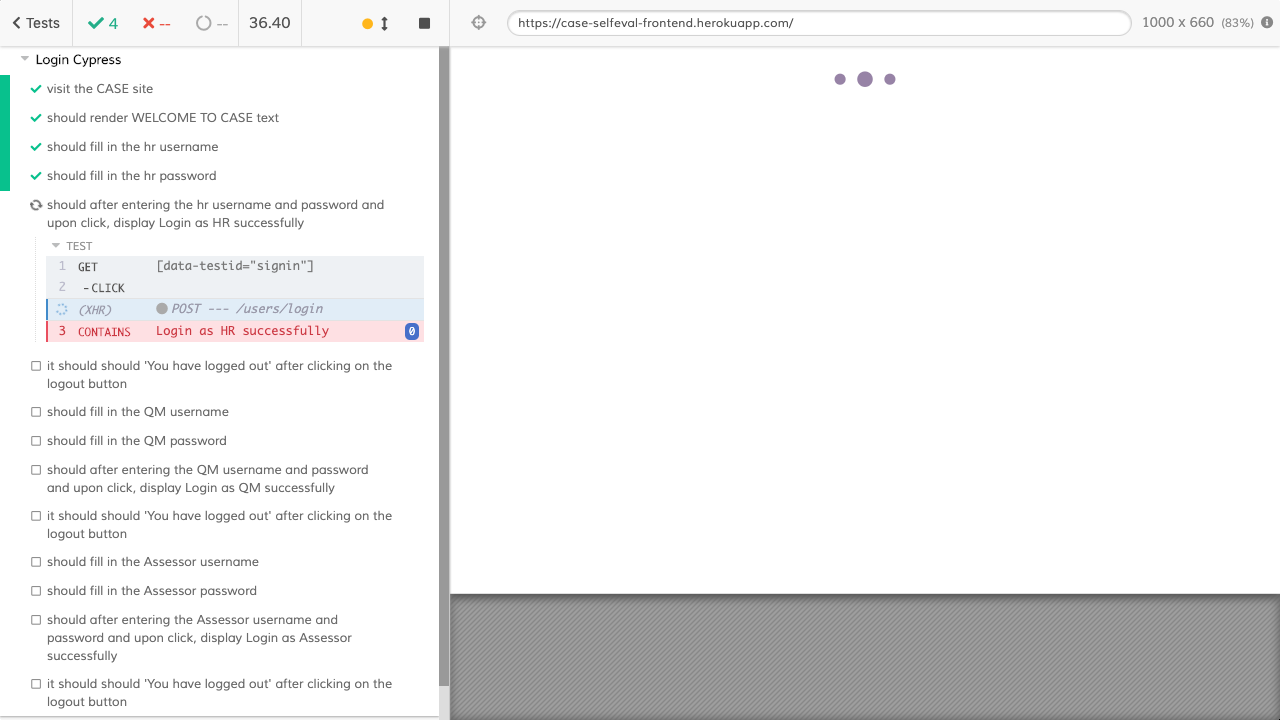 Tests
4
--
--
36.40
https://case-selfeval-frontend.herokuapp.com/
1000 x 660 (83%)
Login Cypress
visit the CASE site
should render WELCOME TO CASE text
should fill in the hr username
should fill in the hr password
should after entering the hr username and password and
upon click, display Login as HR successfully
TEST
1 GET [data-testid="signin"]
2 -CLICK
(XHR) POST --- /users/login
3 CONTAINS Login as HR successfully 0
it should should 'You have logged out' after clicking on the
logout button
should fill in the QM username
should fill in the QM password
should after entering the QM username and password
and upon click, display Login as QM successfully
it should should 'You have logged out' after clicking on the
logout button
should fill in the Assessor username
should fill in the Assessor password
should after entering the Assessor username and
password and upon click, display Login as Assessor
successfully
it should should 'You have logged out' after clicking on the
logout button